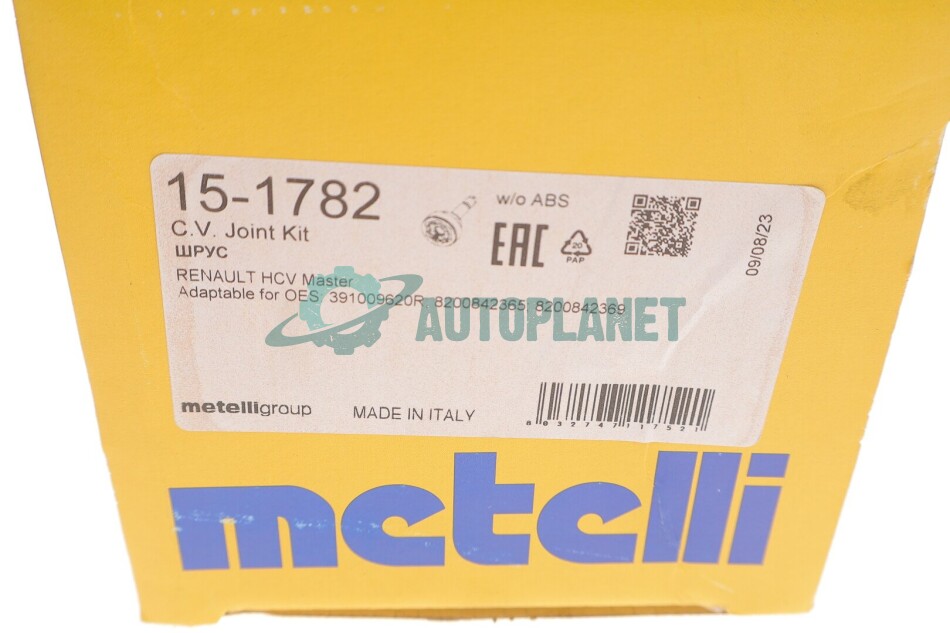 15-1782
w/o ABS
C.V. Joint Kit
ШРУС
EAC
20
PAP
09/08/23
RENAULT HCV Master
Adaptable for OES: 391009620R, 8200842365, 8200842369
AUTOPLANET
metelligroup
MADE IN ITALY
8032747117521
metelli